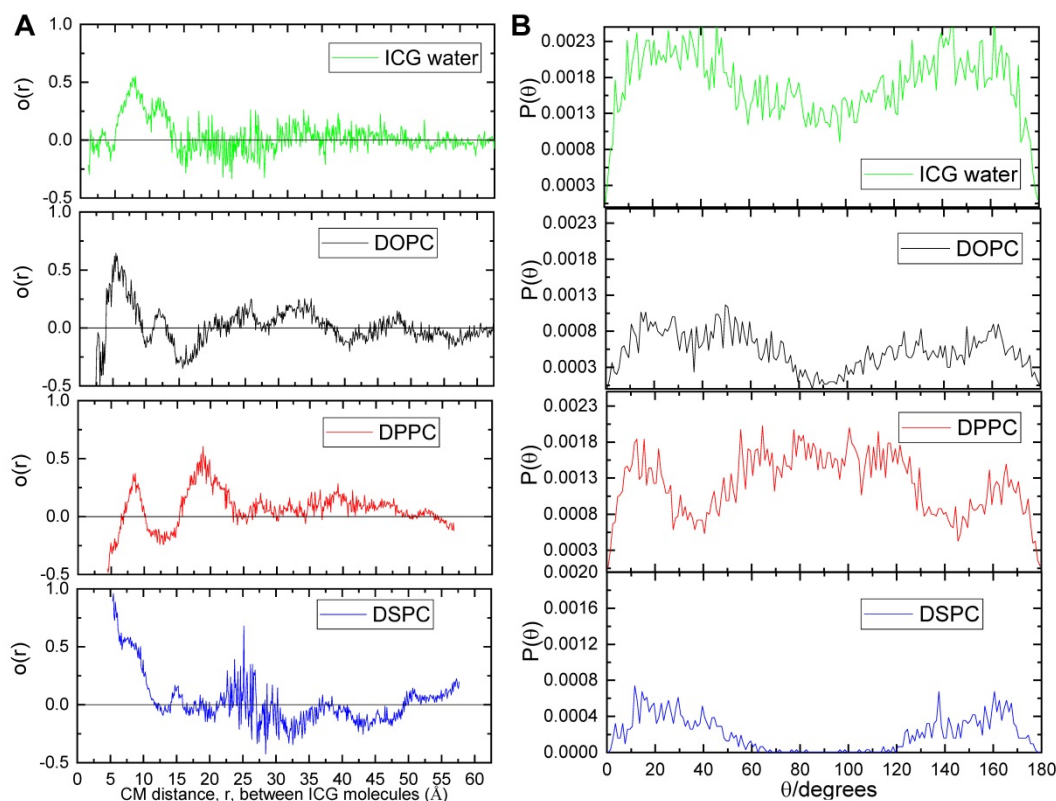 A
1.0
0.5
0.0
-0.5
o(r)
ICG water
1.0
0.5
0.0
-0.5
o(r)
DOPC
1.0
0.5
0.0
-0.5
o(r)
DPPC
1.0
0.5
0.0
-0.5
o(r)
DSPC
0 5 10 15 20 25 30 35 40 45 50 55 60
CM distance, r, between ICG molecules (Å)
B
0.0023
0.0018
0.0013
0.0008
0.0003
P(θ)
ICG water
0.0023
0.0018
0.0013
0.0008
0.0003
P(θ)
DOPC
0.0023
0.0018
0.0013
0.0008
0.0003
P(θ)
DPPC
0.0020
0.0016
0.0012
0.0008
0.0004
0.0000
P(θ)
DSPC
0 20 40 60 80 100 120 140 160 180
θ/degrees